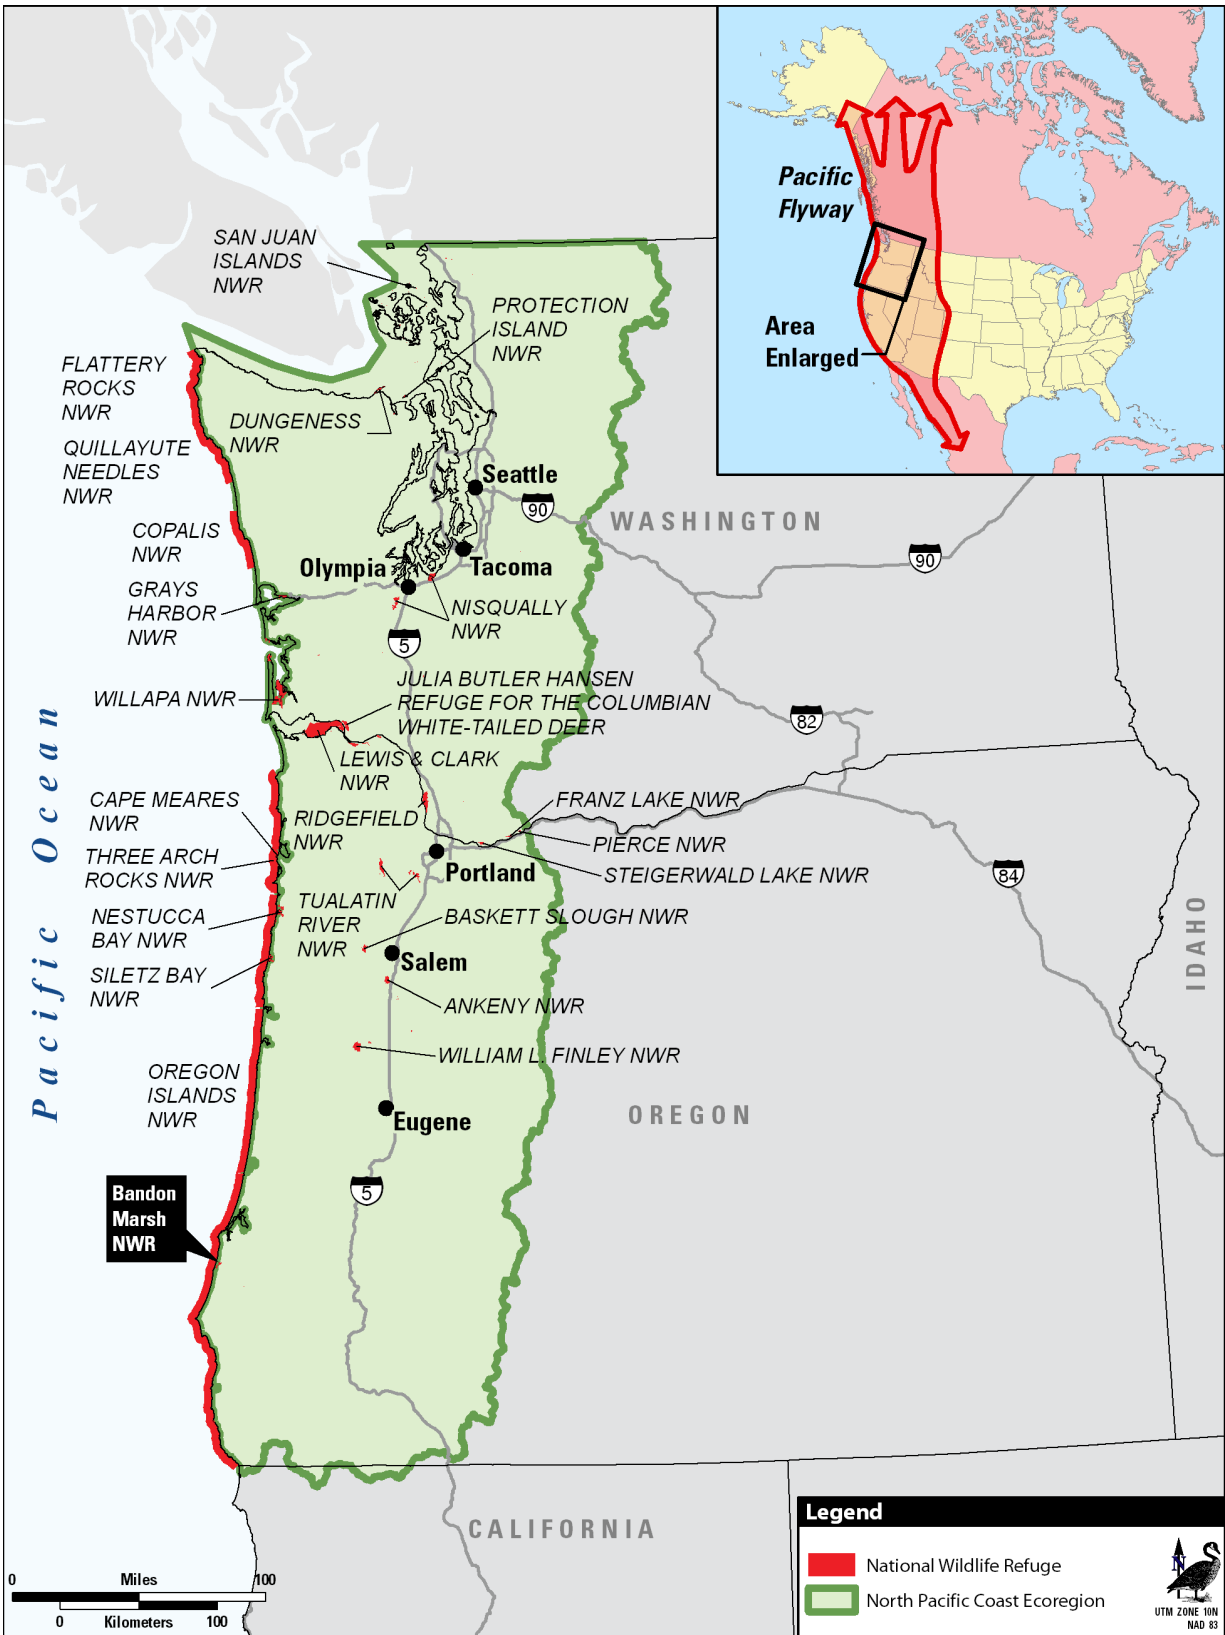 Pacific
Flyway
Area
Enlarged
SAN JUAN
ISLANDS
NWR
PROTECTION
ISLAND
NWR
FLATTERY
ROCKS
NWR
DUNGENESS
NWR
QUILLAYUTE
NEEDLES
NWR
Seattle
90
WASHINGTON
COPALIS
NWR
90
Olympia
Tacoma
GRAYS
HARBOR
NWR
NISQUALLY
NWR
5
JULIA BUTLER HANSEN
REFUGE FOR THE COLUMBIAN
WHITE-TAILED DEER
WILLAPA NWR
82
LEWIS & CLARK
NWR
CAPE MEARES
NWR
RIDGEFIELD
NWR
FRANZ LAKE NWR
PIERCE NWR
THREE ARCH
ROCKS NWR
Portland
STEIGERWALD LAKE NWR
84
TUALATIN
RIVER
NWR
NESTUCCA
BAY NWR
BASKETT SLOUGH NWR
Salem
SILETZ BAY
NWR
ANKENY NWR
IDAHO
Pacific Ocean
WILLIAM L. FINLEY NWR
OREGON
ISLANDS
NWR
OREGON
Eugene
5
Bandon
Marsh
NWR
CALIFORNIA
Legend
National Wildlife Refuge
North Pacific Coast Ecoregion
N
UTM ZONE 10N
NAD 83
0 Miles 100
0 Kilometers 100